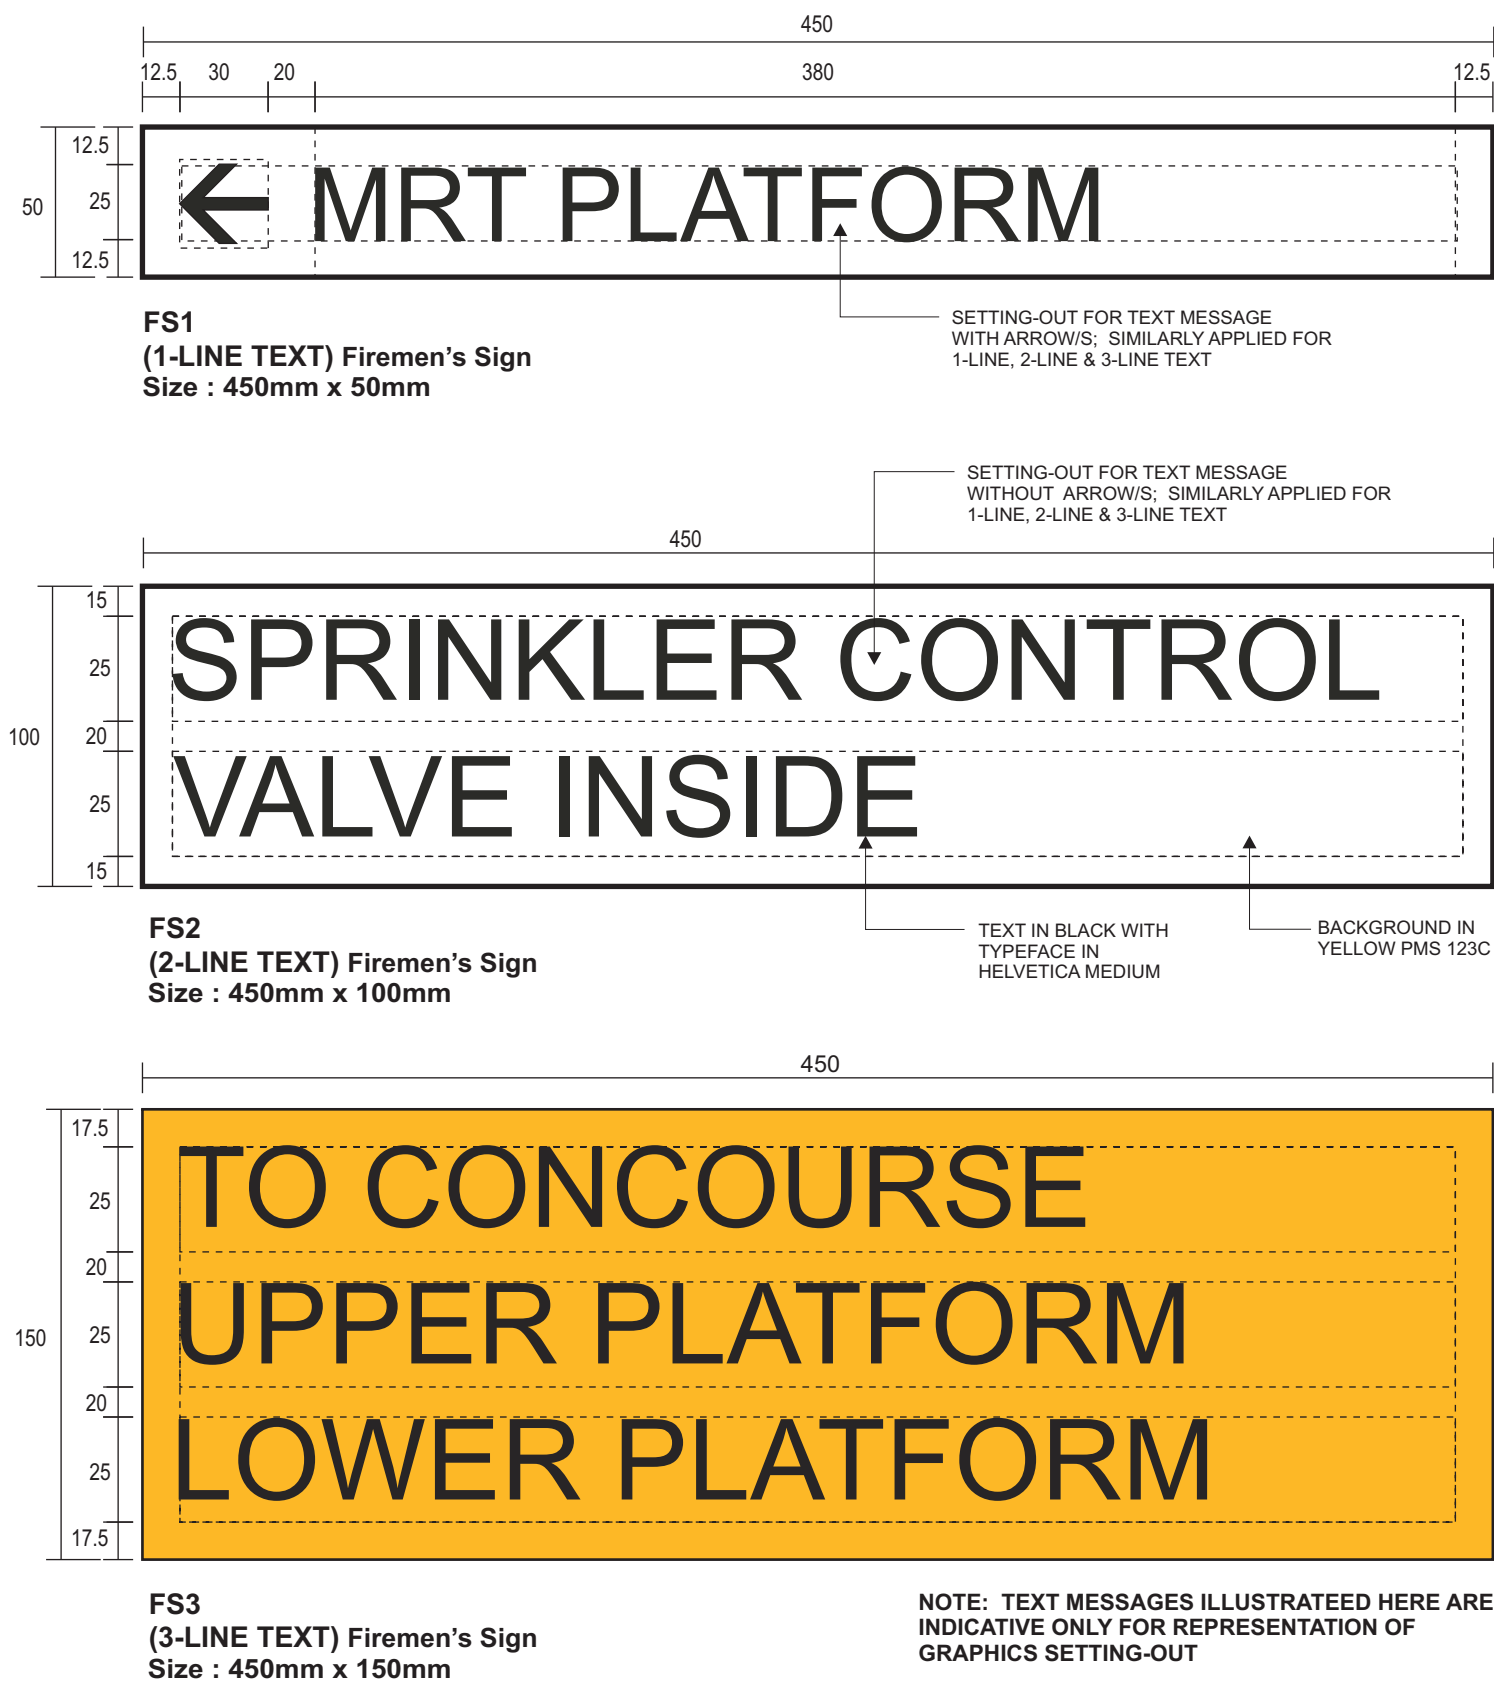 450
12.5 30 20 380 12.5
12.5
50 25
12.5
MRT PLATFORM
FS1
(1-LINE TEXT) Firemen's Sign
Size : 450mm x 50mm
SETTING-OUT FOR TEXT MESSAGE
WITH ARROW/S; SIMILARLY APPLIED FOR
1-LINE, 2-LINE & 3-LINE TEXT
SETTING-OUT FOR TEXT MESSAGE
WITHOUT ARROW/S; SIMILARLY APPLIED FOR
1-LINE, 2-LINE & 3-LINE TEXT
450
15
25
100 20
25
15
SPRINKLER CONTROL
VALVE INSIDE
FS2
(2-LINE TEXT) Firemen's Sign
Size : 450mm x 100mm
TEXT IN BLACK WITH
TYPEFACE IN
HELVETICA MEDIUM
BACKGROUND IN
YELLOW PMS 123C
450
17.5
25
20
150 25
20
25
17.5
TO CONCOURSE
UPPER PLATFORM
LOWER PLATFORM
FS3
(3-LINE TEXT) Firemen's Sign
Size : 450mm x 150mm
NOTE: TEXT MESSAGES ILLUSTRATEED HERE ARE
INDICATIVE ONLY FOR REPRESENTATION OF
GRAPHICS SETTING-OUT